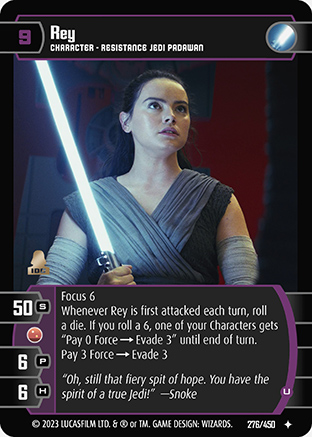 9
Rey
CHARACTER - RESISTANCE JEDI PADAWAN
IDC
50 S
6 P
6 H
Focus 6
Whenever Rey is first attacked each turn, roll
a die. If you roll a 6, one of your Characters gets
"Pay 0 Force → Evade 3" until end of turn.
Pay 3 Force → Evade 3
"Oh, still that fiery spit of hope. You have the
spirit of a true Jedi!" —Snoke
U
© 2023 LUCASFILM LTD. & ® OR TM. GAME DESIGN: WIZARDS. 276/450